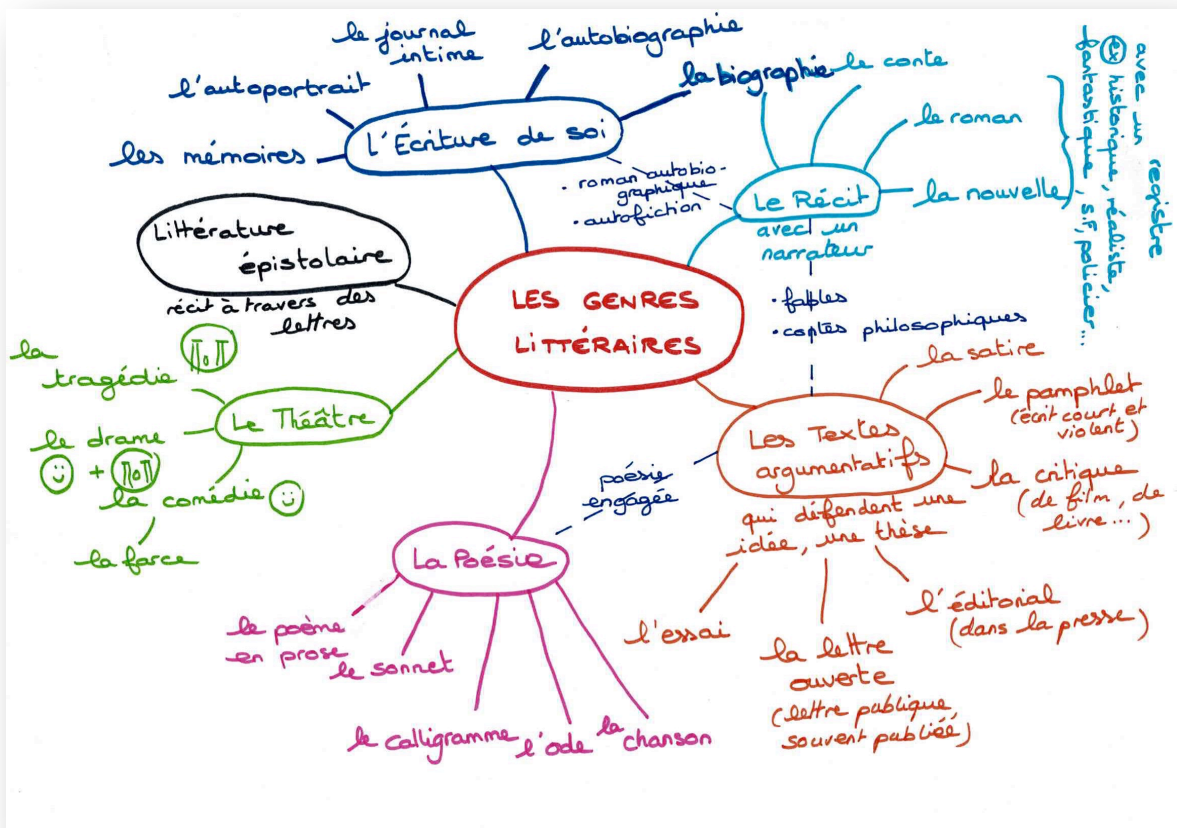 LES GENRES
LITTÉRAIRES
l'Écriture de soi
les mémoires
l'autoportrait
le journal
intime
l'autobiographie
la biographie
• roman autobio-
graphique
• autofiction
Le Récit
avec un
narrateur
le conte
le roman
la nouvelle
avec un registre
ex historique, réaliste,
fantastique, S.F, policier...
• fables
• contes philosophiques
Les Textes
argumentatifs
qui défendent une
idée, une thèse
la satire
le pamphlet
(écrit court et
violent)
la critique
(de film, de
livre...)
l'éditorial
(dans la presse)
la lettre
ouverte
(lettre publique,
souvent publiée)
l'essai
poésie
engagée
La Poésie
le poème
en prose
le sonnet
le calligramme
l'ode
la
chanson
Le Théâtre
la
tragédie
le drame
+
la comédie
la farce
Littérature
épistolaire
récit à travers des
lettres